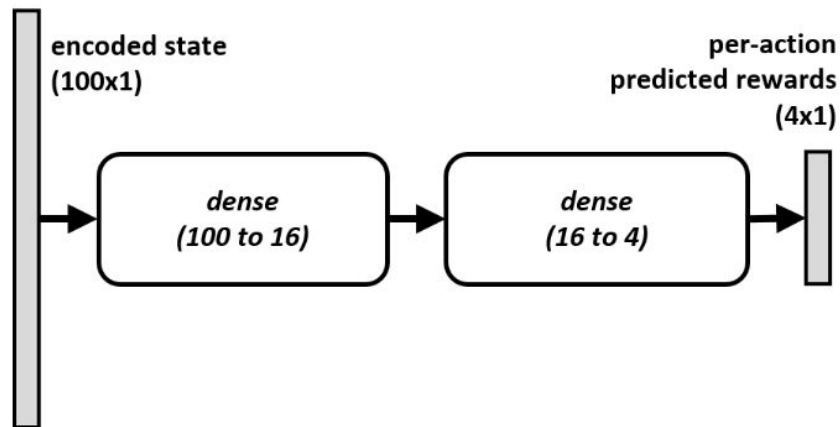 encoded state
(100x1)
per-action
predicted rewards
(4x1)
dense
(100 to 16)
dense
(16 to 4)